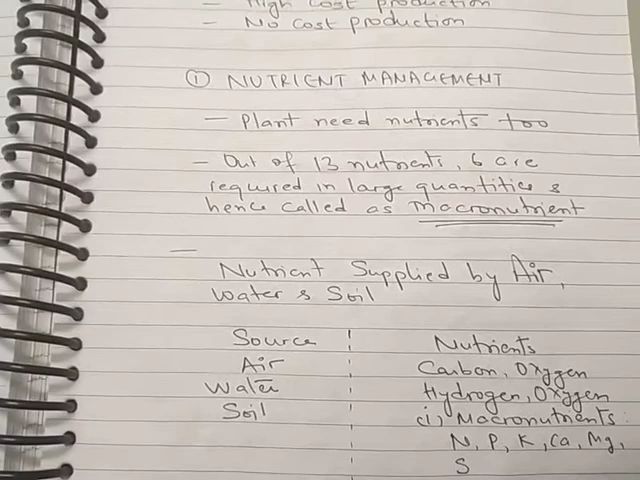 - High cost production
- No cost production
① NUTRIENT MANAGEMENT
- Plant need nutrients too
- Out of 13 nutrients, 6 are
required in large quantities &
hence called as macronutrient
-
Nutrient Supplied by Air,
Water & Soil
Source Nutrients
Air Carbon, Oxygen
Water Hydrogen, Oxygen
Soil (i) Macronutrients:
N, P, K, Ca, Mg,
S